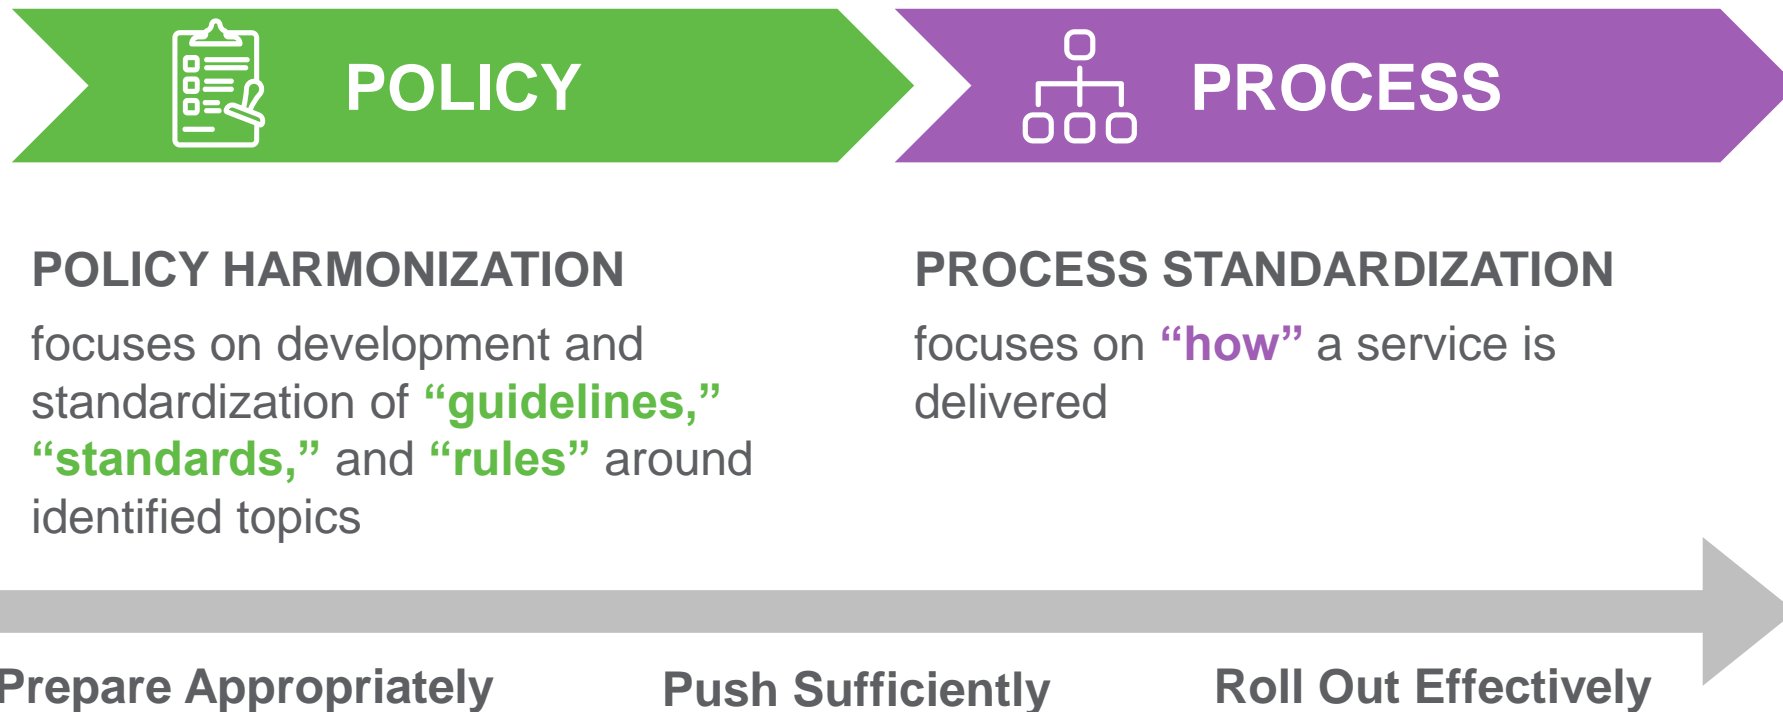 POLICY
PROCESS
POLICY HARMONIZATION
focuses on development and
standardization of “guidelines,”
“standards,” and “rules” around
identified topics
PROCESS STANDARDIZATION
focuses on “how” a service is
delivered
Prepare Appropriately
Push Sufficiently
Roll Out Effectively